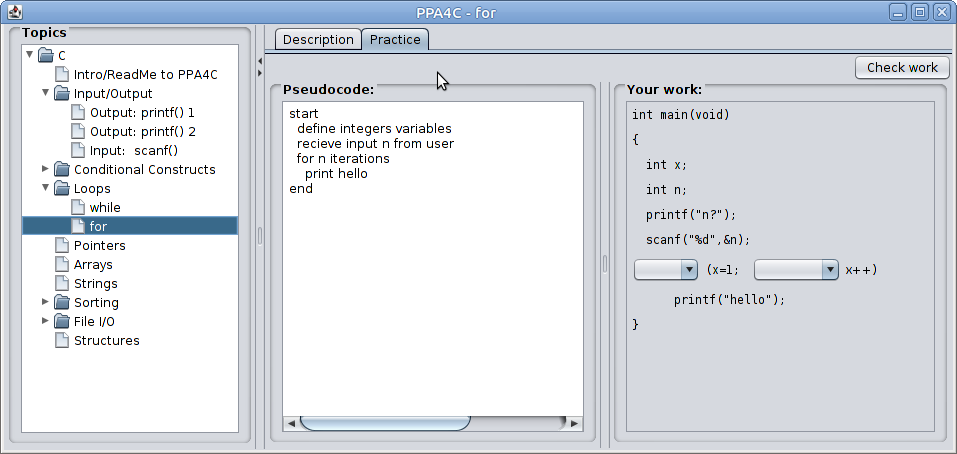 PPA4C - for
Topics
C
Intro/ReadMe to PPA4C
Input/Output
Output: printf() 1
Output: printf() 2
Input: scanf()
Conditional Constructs
Loops
while
for
Pointers
Arrays
Strings
Sorting
File I/O
Structures
Description Practice
Check work
Pseudocode:
start
define integers variables
recieve input n from user
for n iterations
print hello
end
Your work:
int main(void)
{
int x;
int n;
printf("n?");
scanf("%d",&n);
(x=1; x++)
printf("hello");
}